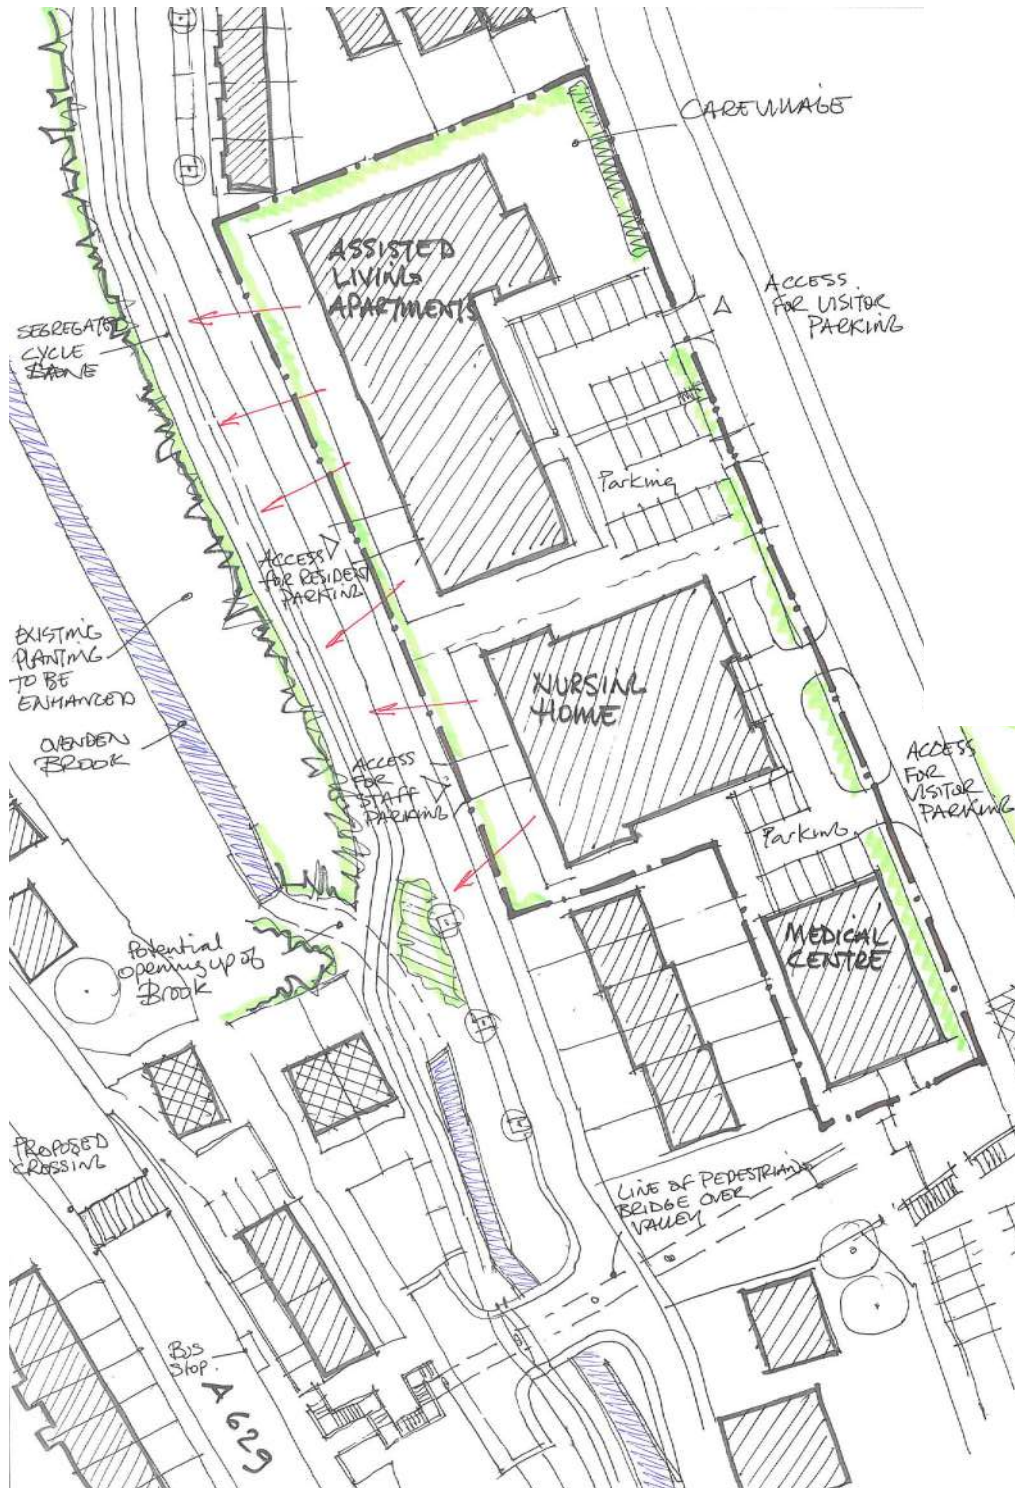 CARE VILLAGE
ASSISTED
LIVING
APARTMENTS
ACCESS
FOR VISITOR
PARKING
SEGREGATED
CYCLE
LANE
Parking
ACCESS
FOR RESIDENT
PARKING
EXISTING
PLANTING
TO BE
ENHANCED
OVENDEN
BROOK
NURSING
HOME
ACCESS
FOR
STAFF
PARKING
ACCESS
FOR
VISITOR
PARKING
Parking
MEDICAL
CENTRE
Potential
opening up of
Brook
PROPOSED
CROSSING
LINE OF PEDESTRIAN
BRIDGE OVER
VALLEY
BUS
STOP.
A 629